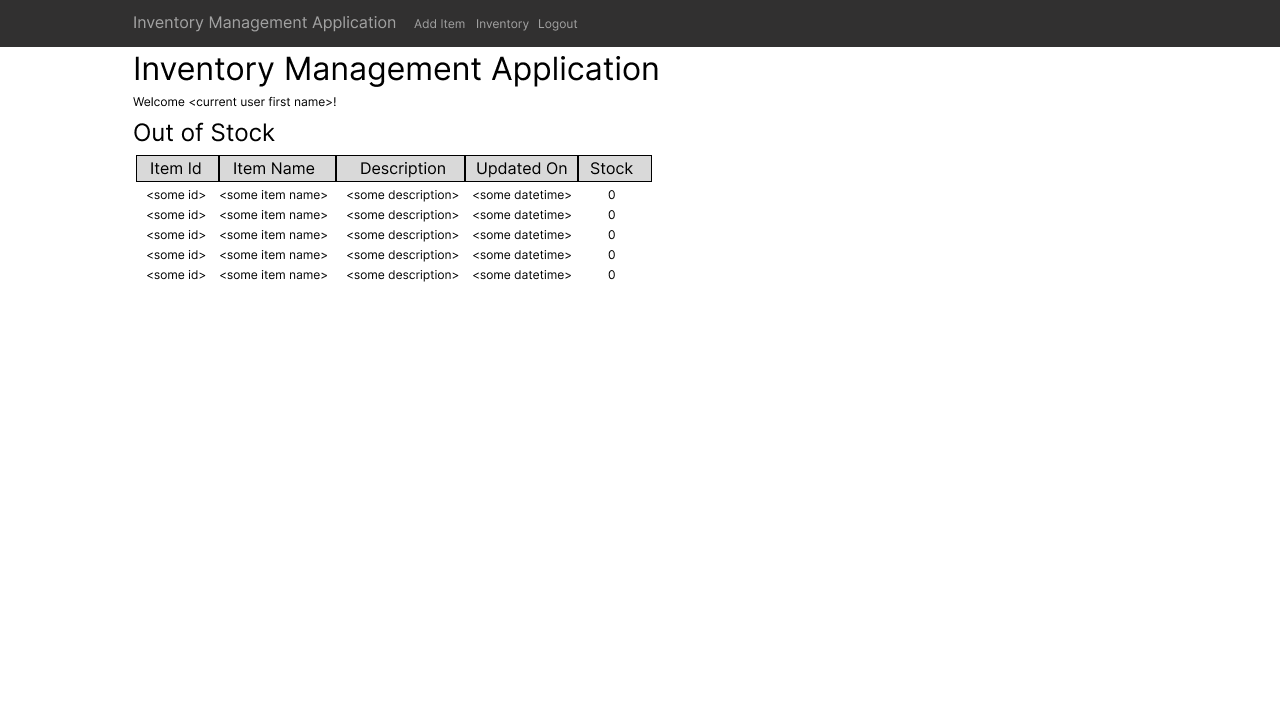 Inventory Management Application Add Item Inventory Logout
Inventory Management Application
Welcome <current user first name>!
Out of Stock
Item Id Item Name Description Updated On Stock
<some id> <some item name> <some description> <some datetime> 0
<some id> <some item name> <some description> <some datetime> 0
<some id> <some item name> <some description> <some datetime> 0
<some id> <some item name> <some description> <some datetime> 0
<some id> <some item name> <some description> <some datetime> 0